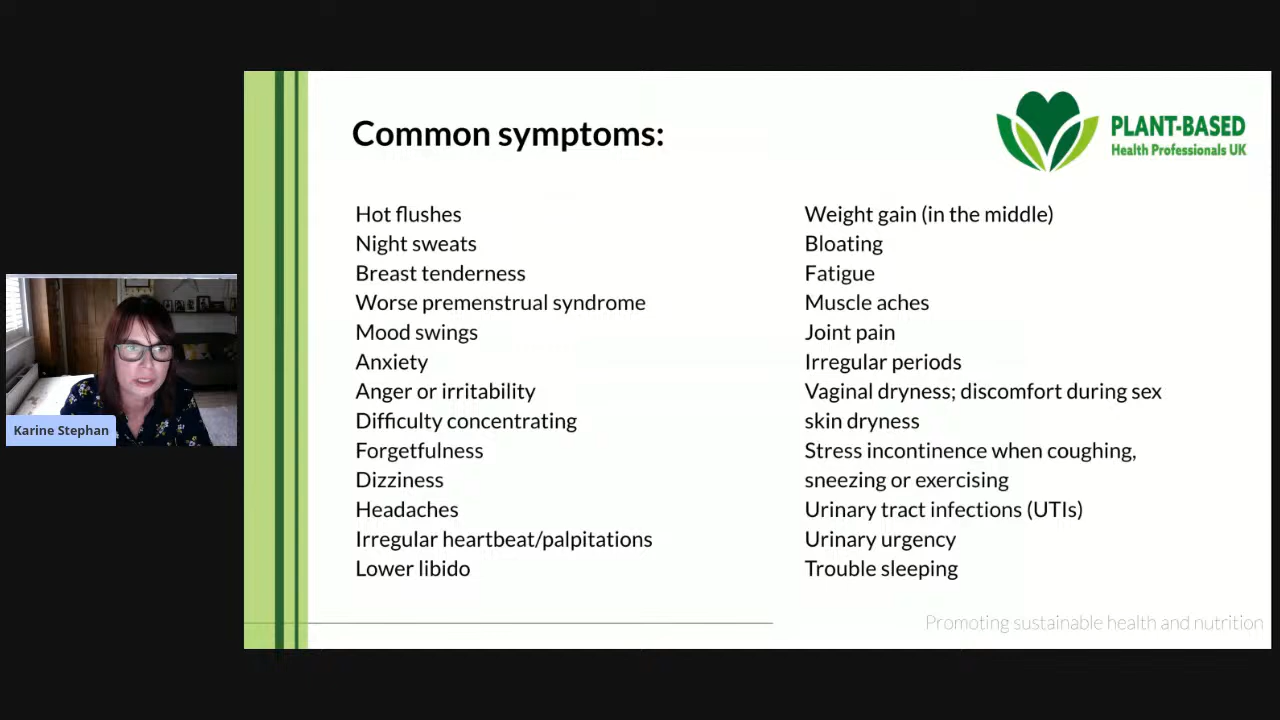 Common symptoms:
PLANT-BASED
Health Professionals UK
Hot flushes
Night sweats
Breast tenderness
Worse premenstrual syndrome
Mood swings
Anxiety
Anger or irritability
Difficulty concentrating
Forgetfulness
Dizziness
Headaches
Irregular heartbeat/palpitations
Lower libido
Weight gain (in the middle)
Bloating
Fatigue
Muscle aches
Joint pain
Irregular periods
Vaginal dryness; discomfort during sex
skin dryness
Stress incontinence when coughing,
sneezing or exercising
Urinary tract infections (UTIs)
Urinary urgency
Trouble sleeping
Karine Stephan
Promoting sustainable health and nutrition